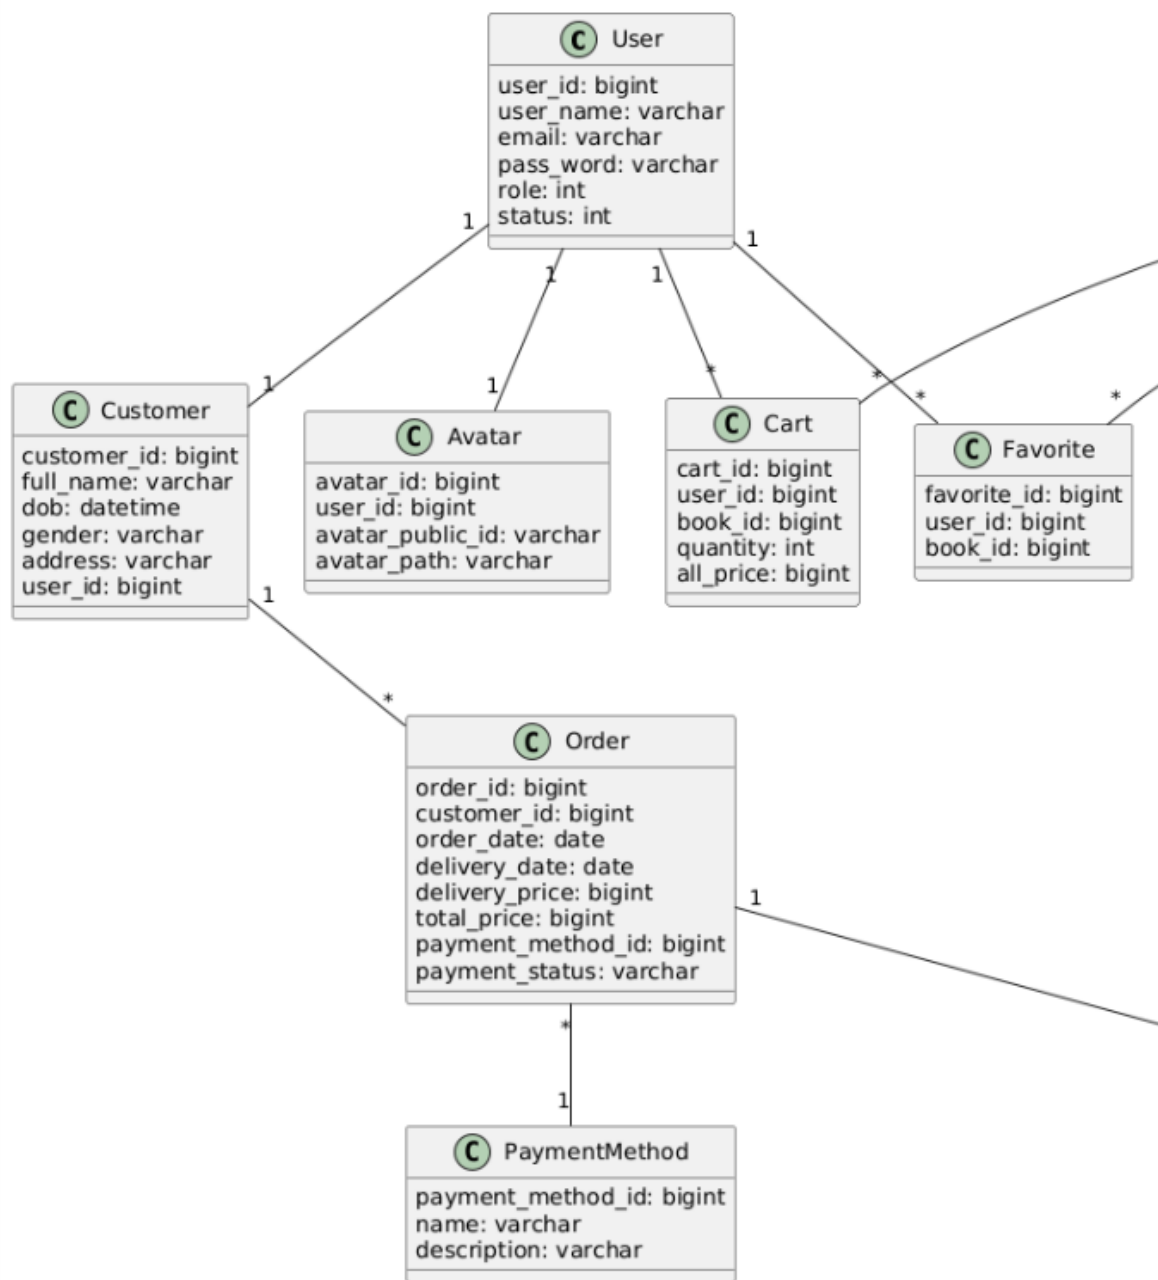 C User
user_id: bigint
user_name: varchar
email: varchar
pass_word: varchar
role: int
status: int
1
1
1
1
1
1
*
*
*
*
C Customer
customer_id: bigint
full_name: varchar
dob: datetime
gender: varchar
address: varchar
user_id: bigint
C Avatar
avatar_id: bigint
user_id: bigint
avatar_public_id: varchar
avatar_path: varchar
C Cart
cart_id: bigint
user_id: bigint
book_id: bigint
quantity: int
all_price: bigint
C Favorite
favorite_id: bigint
user_id: bigint
book_id: bigint
1
*
C Order
order_id: bigint
customer_id: bigint
order_date: date
delivery_date: date
delivery_price: bigint
total_price: bigint
payment_method_id: bigint
payment_status: varchar
1
*
1
C PaymentMethod
payment_method_id: bigint
name: varchar
description: varchar